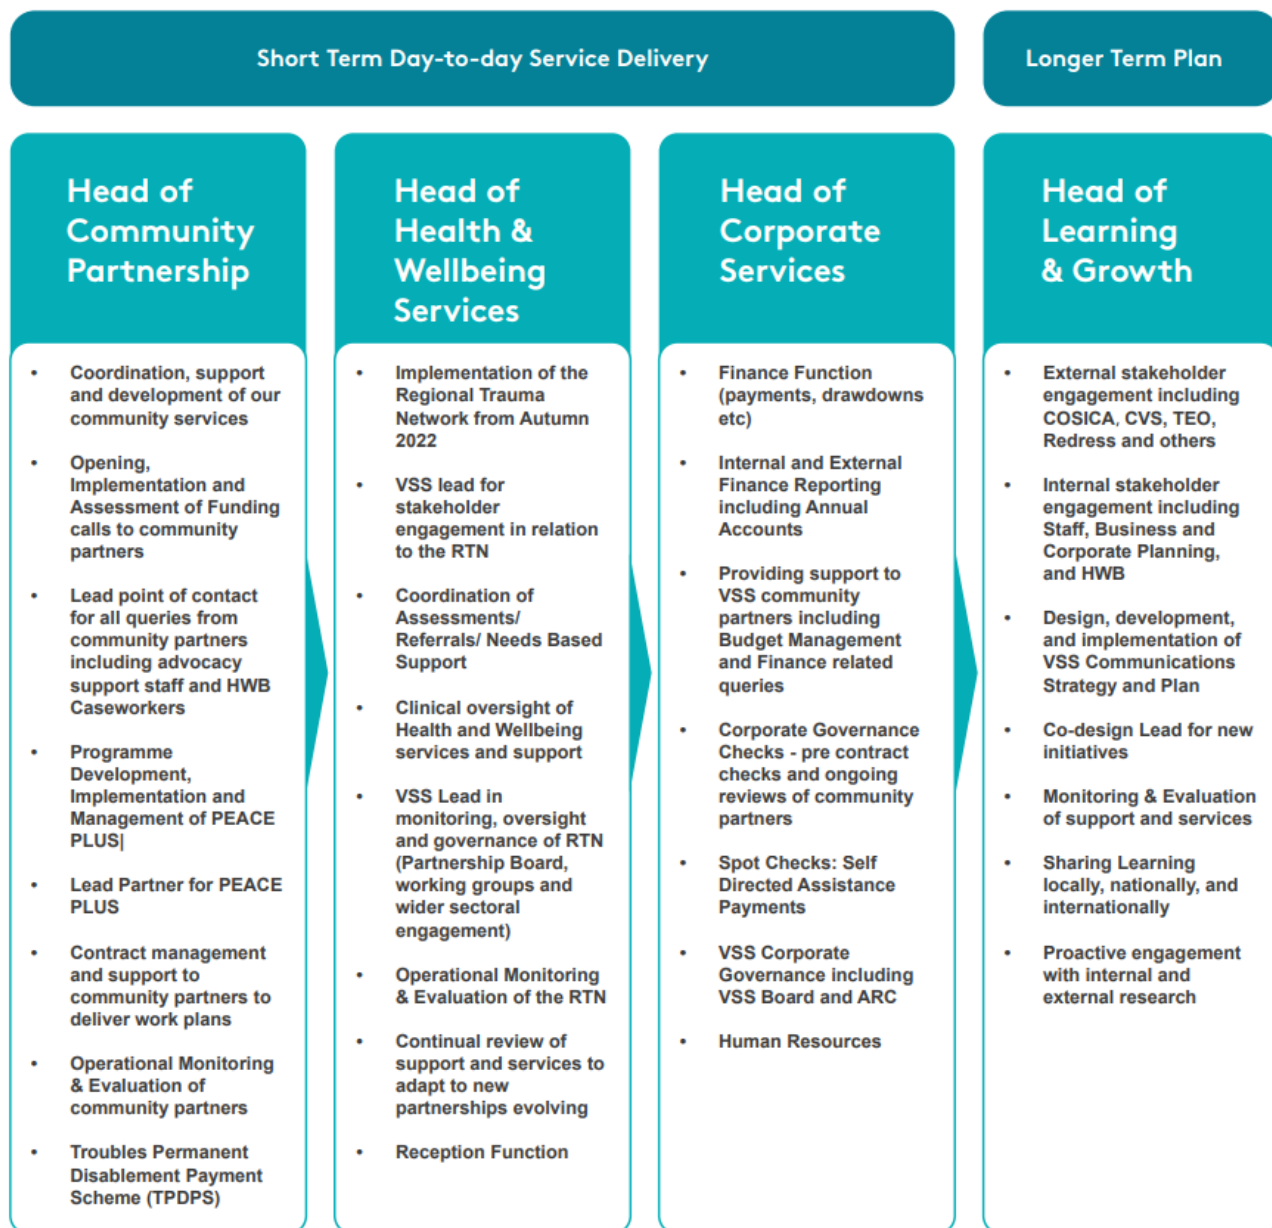 Short Term Day-to-day Service Delivery
Longer Term Plan
Head of
Community
Partnership
• Coordination, support
and development of our
community services
• Opening,
Implementation and
Assessment of Funding
calls to community
partners
• Lead point of contact
for all queries from
community partners
including advocacy
support staff and HWB
Caseworkers
• Programme
Development,
Implementation and
Management of PEACE
PLUS|
• Lead Partner for PEACE
PLUS
• Contract management
and support to
community partners to
deliver work plans
• Operational Monitoring
& Evaluation of
community partners
• Troubles Permanent
Disablement Payment
Scheme (TPDPS)
Head of
Health &
Wellbeing
Services
• Implementation of the
Regional Trauma
Network from Autumn
2022
• VSS lead for
stakeholder
engagement in relation
to the RTN
• Coordination of
Assessments/
Referrals/ Needs Based
Support
• Clinical oversight of
Health and Wellbeing
services and support
• VSS Lead in
monitoring, oversight
and governance of RTN
(Partnership Board,
working groups and
wider sectoral
engagement)
• Operational Monitoring
& Evaluation of the RTN
• Continual review of
support and services to
adapt to new
partnerships evolving
• Reception Function
Head of
Corporate
Services
• Finance Function
(payments, drawdowns
etc)
• Internal and External
Finance Reporting
including Annual
Accounts
• Providing support to
VSS community
partners including
Budget Management
and Finance related
queries
• Corporate Governance
Checks - pre contract
checks and ongoing
reviews of community
partners
• Spot Checks: Self
Directed Assistance
Payments
• VSS Corporate
Governance including
VSS Board and ARC
• Human Resources
Head of
Learning
& Growth
• External stakeholder
engagement including
COSICA, CVS, TEO,
Redress and others
• Internal stakeholder
engagement including
Staff, Business and
Corporate Planning,
and HWB
• Design, development,
and implementation of
VSS Communications
Strategy and Plan
• Co-design Lead for new
initiatives
• Monitoring & Evaluation
of support and services
• Sharing Learning
locally, nationally, and
internationally
• Proactive engagement
with internal and
external research